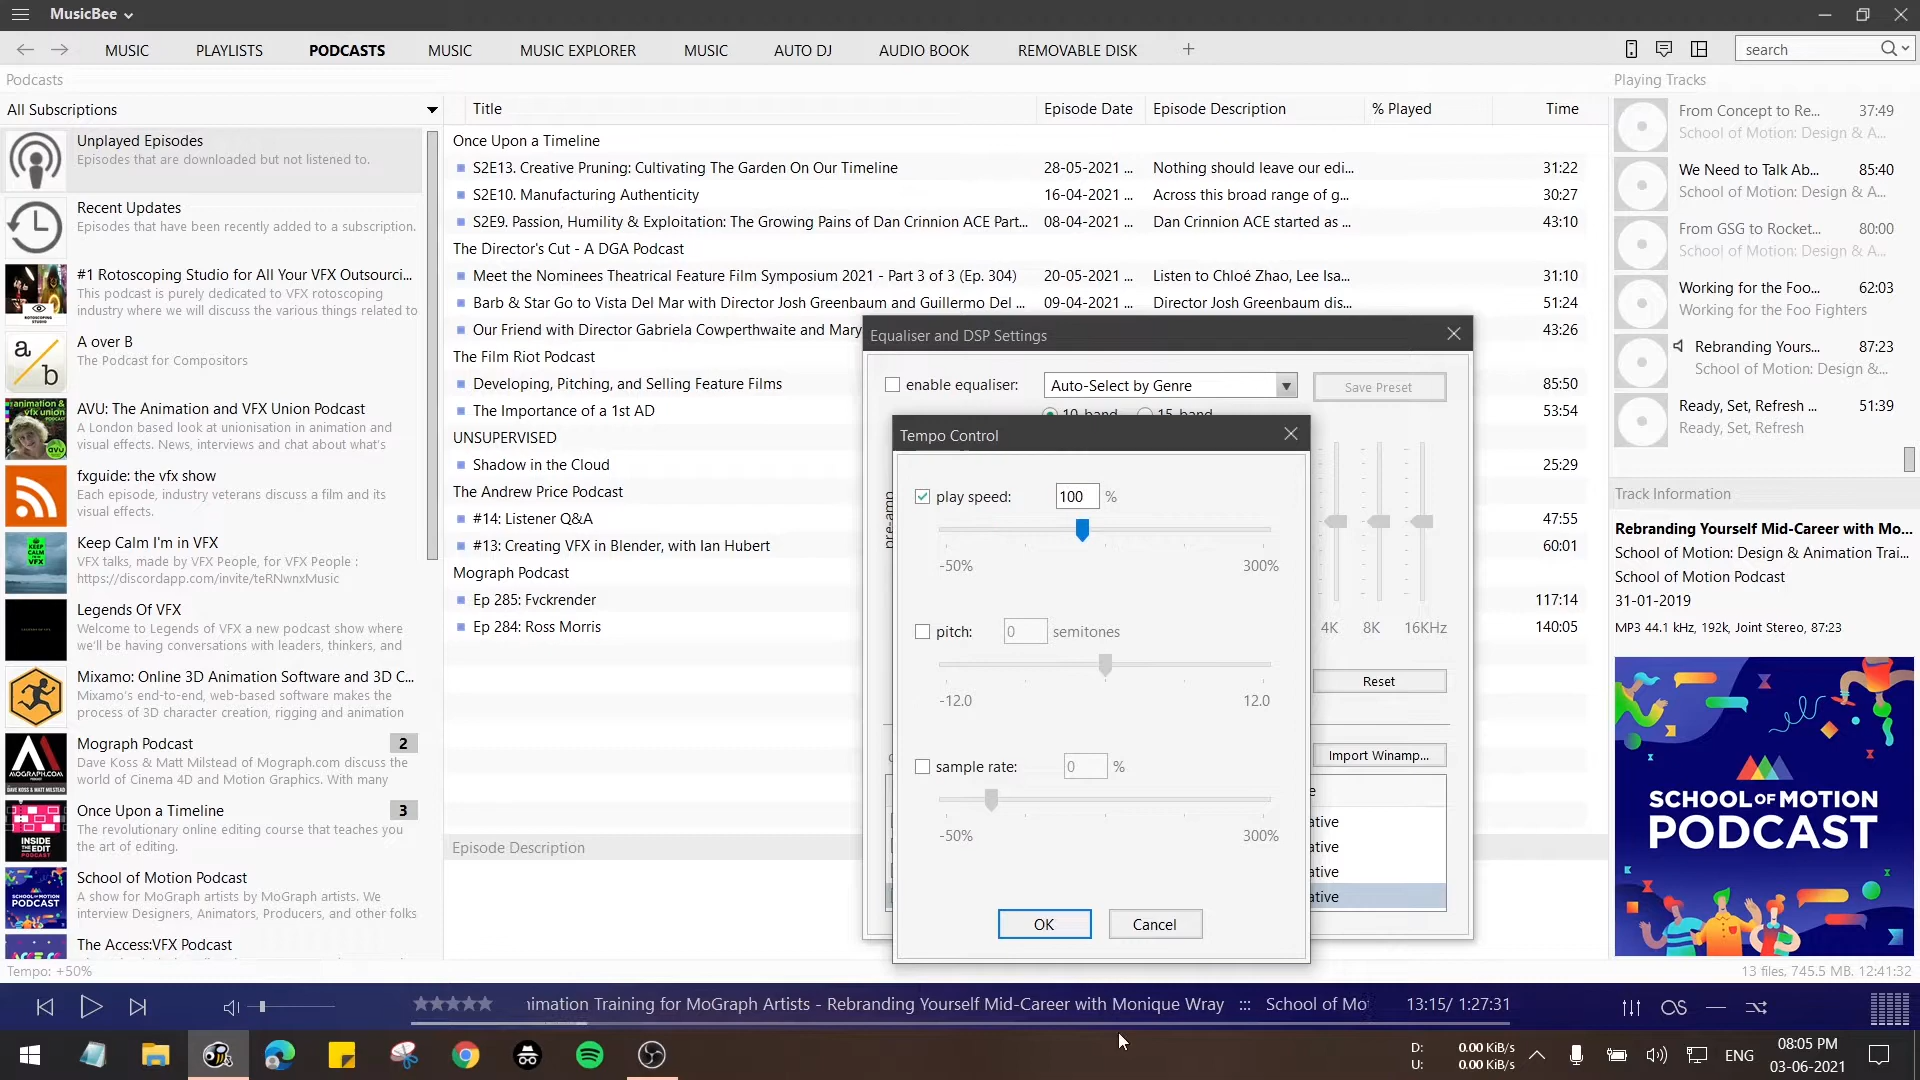 MusicBee
MUSIC
PLAYLISTS
PODCASTS
MUSIC
MUSIC EXPLORER
MUSIC
AUTO DJ
AUDIO BOOK
REMOVABLE DISK
search
Podcasts
All Subscriptions
Unplayed Episodes
Episodes that are downloaded but not listened to.
Recent Updates
Episodes that have been recently added to a subscription.
#1 Rotoscoping Studio for All Your VFX Outsourci...
This podcast is purely dedicated to VFX rotoscoping
industry where we will discuss the various things related to
A over B
The Podcast for Compositors
AVU: The Animation and VFX Union Podcast
A London based look at unionisation in animation and
visual effects. News, interviews and chat about what's
fxguide: the vfx show
Each episode, industry veterans discuss a film and its
visual effects.
Keep Calm I'm in VFX
VFX talks, made by VFX People, for VFX People :
https://discordapp.com/invite/teRNwnxMusic
Legends Of VFX
Welcome to Legends of VFX a new podcast show where
we'll be having conversations with leaders, thinkers, and
Mixamo: Online 3D Animation Software and 3D C...
Mixamo's end-to-end, web-based software makes the
process of 3D character creation, rigging and animation
Mograph Podcast 2
Dave Koss & Matt Milstead of Mograph.com discuss the
world of Cinema 4D and Motion Graphics. With many
Once Upon a Timeline 3
The revolutionary online editing course that teaches you
the art of editing.
School of Motion Podcast
A show for MoGraph artists by MoGraph artists. We
interview Designers, Animators, Producers, and other folks
The Access:VFX Podcast
Tempo: +50%
Title Episode Date Episode Description % Played Time
Once Upon a Timeline
S2E13. Creative Pruning: Cultivating The Garden On Our Timeline 28-05-2021 ... Nothing should leave our edi... 31:22
S2E10. Manufacturing Authenticity 16-04-2021 ... Across this broad range of g... 30:27
S2E9. Passion, Humility & Exploitation: The Growing Pains of Dan Crinnion ACE Part... 08-04-2021 ... Dan Crinnion ACE started as ... 43:10
The Director's Cut - A DGA Podcast
Meet the Nominees Theatrical Feature Film Symposium 2021 - Part 3 of 3 (Ep. 304) 20-05-2021 ... Listen to Chloé Zhao, Lee Isa... 31:10
Barb & Star Go to Vista Del Mar with Director Josh Greenbaum and Guillermo Del ... 09-04-2021 ... Director Josh Greenbaum dis... 51:24
Our Friend with Director Gabriela Cowperthwaite and Mary 43:26
The Film Riot Podcast
Developing, Pitching, and Selling Feature Films 85:50
The Importance of a 1st AD 53:54
UNSUPERVISED
Shadow in the Cloud 25:29
The Andrew Price Podcast
#14: Listener Q&A 47:55
#13: Creating VFX in Blender, with Ian Hubert 60:01
Mograph Podcast
Ep 285: Fvckrender 117:14
Ep 284: Ross Morris 140:05
Episode Description
Equaliser and DSP Settings
enable equaliser: Auto-Select by Genre Save Preset
10-band 15-band
pre-amp
4K 8K 16KHz
Reset
Import Winamp...
ative
ative
ative
ative
Tempo Control
play speed: 100 %
-50% 300%
pitch: 0 semitones
-12.0 12.0
sample rate: 0 %
-50% 300%
OK Cancel
Playing Tracks
From Concept to Re... 37:49
School of Motion: Design & A...
We Need to Talk Ab... 85:40
School of Motion: Design & A...
From GSG to Rocket... 80:00
School of Motion: Design & A...
Working for the Foo... 62:03
Working for the Foo Fighters
Rebranding Yours... 87:23
School of Motion: Design &...
Ready, Set, Refresh ... 51:39
Ready, Set, Refresh
Track Information
Rebranding Yourself Mid-Career with Mo...
School of Motion: Design & Animation Trai...
School of Motion Podcast
31-01-2019
MP3 44.1 kHz, 192k, Joint Stereo, 87:23
SCHOOL OF MOTION
PODCAST
13 files, 745.5 MB. 12:41:32
imation Training for MoGraph Artists - Rebranding Yourself Mid-Career with Monique Wray ::: School of Mo
13:15/ 1:27:31
D: 0.00 KiB/s
U: 0.00 KiB/s
ENG
08:05 PM
03-06-2021